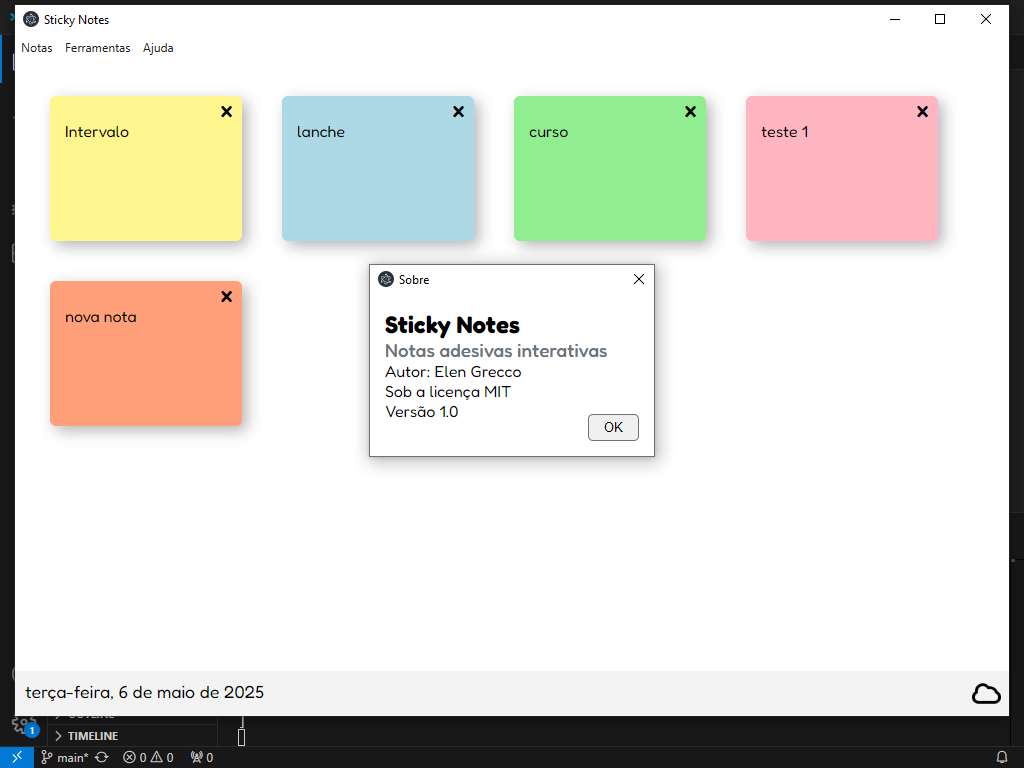 Sticky Notes
Notas Ferramentas Ajuda
Intervalo
lanche
curso
teste 1
nova nota
Sobre
Sticky Notes
Notas adesivas interativas
Autor: Elen Grecco
Sob a licença MIT
Versão 1.0
OK
terça-feira, 6 de maio de 2025
OUTLINE
1
TIMELINE
main* 0 0 0